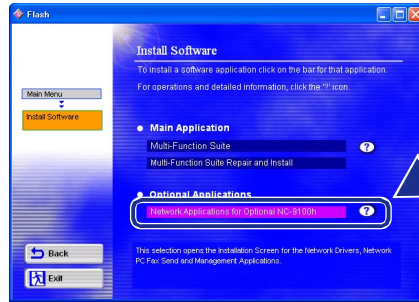 Flash
Install Software
To install a software application click on the bar for that application.
For operations and detailed information, click the '?' icon.
Main Menu
Install Software
Main Application
Multi-Function Suite
?
Multi-Function Suite Repair and Install
Optional Applications
Network Applications for Optional NC-9100h
?
This selection opens the Installation Screen for the Network Drivers, Network
PC Fax Send and Management Applications.
Back
Exit